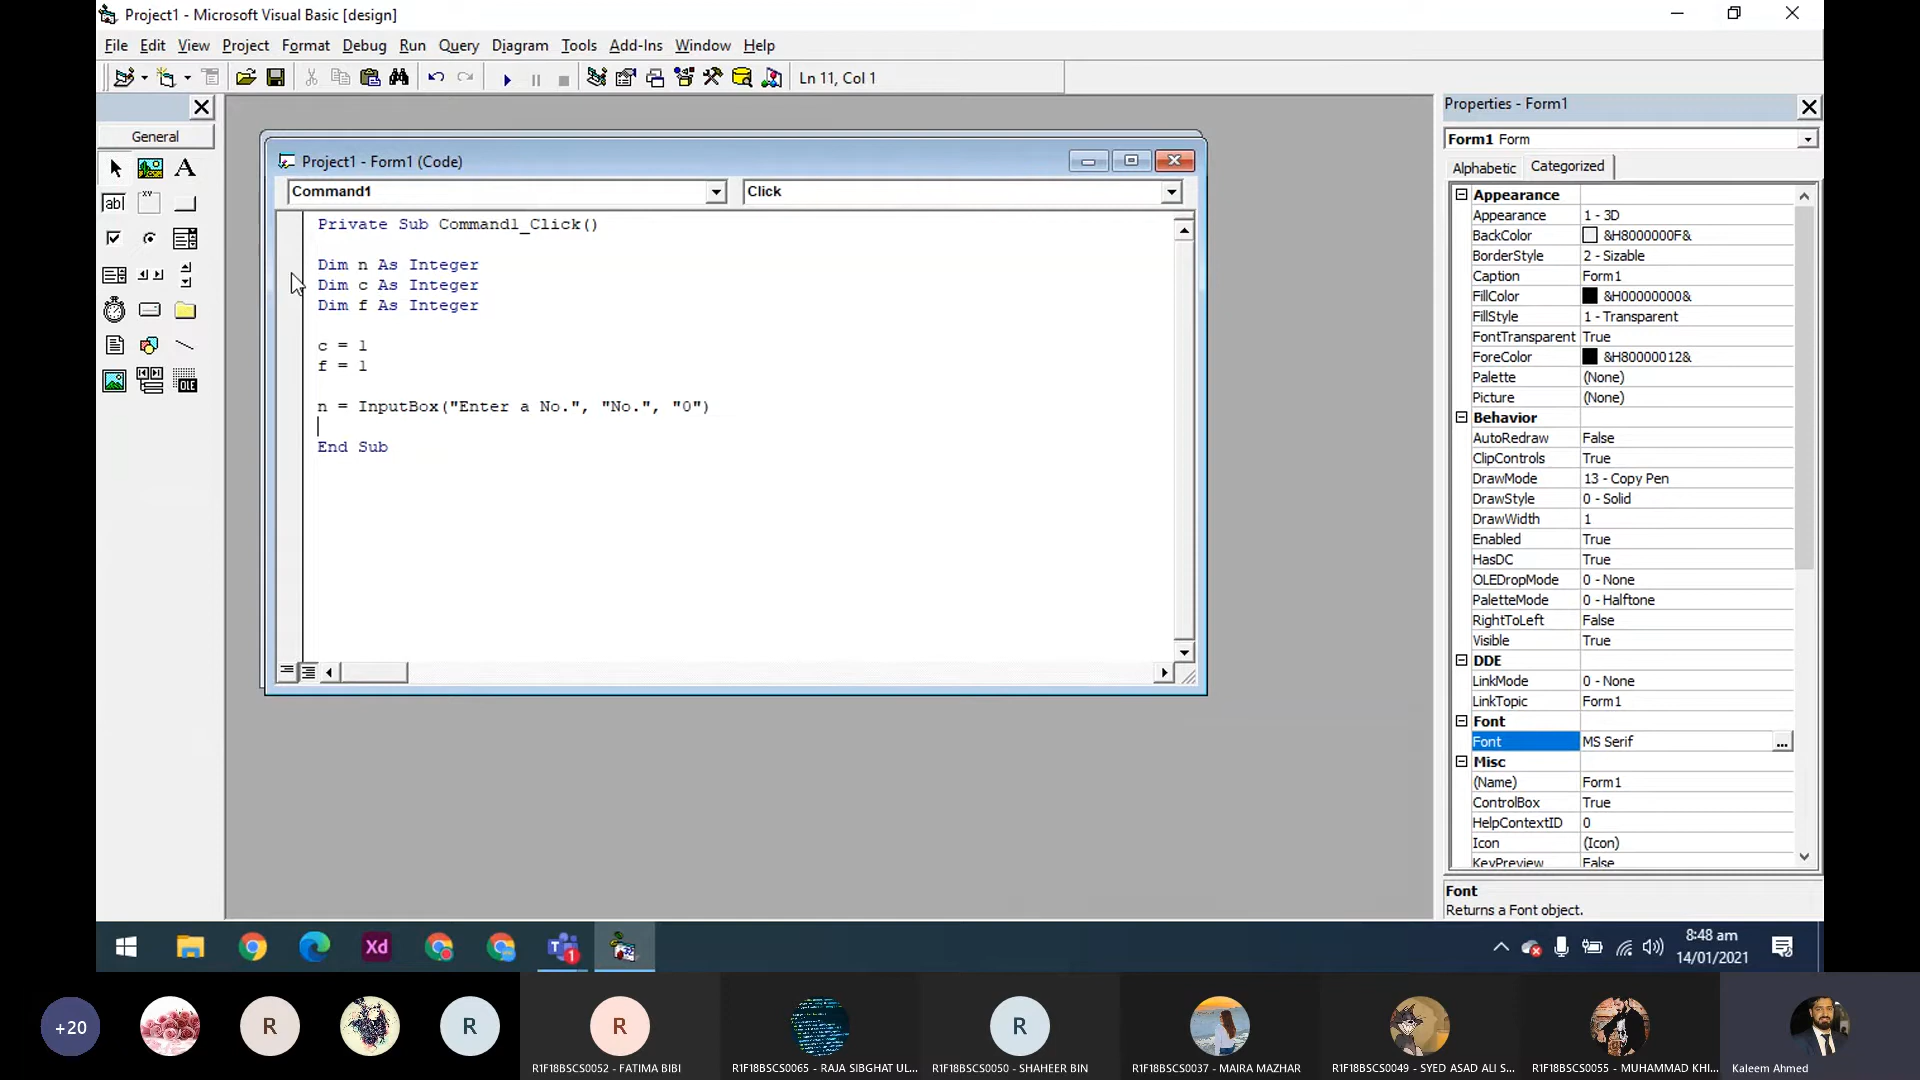 Project1 - Microsoft Visual Basic [design]
File Edit View Project Format Debug Run Query Diagram Tools Add-Ins Window Help
Ln 11, Col 1
General
A
abl
xy
OLE
Project1 - Form1 (Code)
Command1
Click
Private Sub Command1_Click()
Dim n As Integer
Dim c As Integer
Dim f As Integer
c = 1
f = 1
n = InputBox("Enter a No.", "No.", "0")
End Sub
Properties - Form1
Form1 Form
Alphabetic Categorized
Appearance
Appearance 1 - 3D
BackColor &H8000000F&
BorderStyle 2 - Sizable
Caption Form1
FillColor &H00000000&
FillStyle 1 - Transparent
FontTransparent True
ForeColor &H80000012&
Palette (None)
Picture (None)
Behavior
AutoRedraw False
ClipControls True
DrawMode 13 - Copy Pen
DrawStyle 0 - Solid
DrawWidth 1
Enabled True
HasDC True
OLEDropMode 0 - None
PaletteMode 0 - Halftone
RightToLeft False
Visible True
DDE
LinkMode 0 - None
LinkTopic Form1
Font
Font MS Serif ...
Misc
(Name) Form1
ControlBox True
HelpContextID 0
Icon (Icon)
KeyPreview False
Font
Returns a Font object.
Xd
1
8:48 am
14/01/2021
+20
R
R
R
R
R1F18BSCS0052 - FATIMA BIBI
R1F18BSCS0065 - RAJA SIBGHAT UL...
R1F18BSCS0050 - SHAHEER BIN
R1F18BSCS0037 - MAIRA MAZHAR
R1F18BSCS0049 - SYED ASAD ALI S...
R1F18BSCS0055 - MUHAMMAD KHI...
Kaleem Ahmed